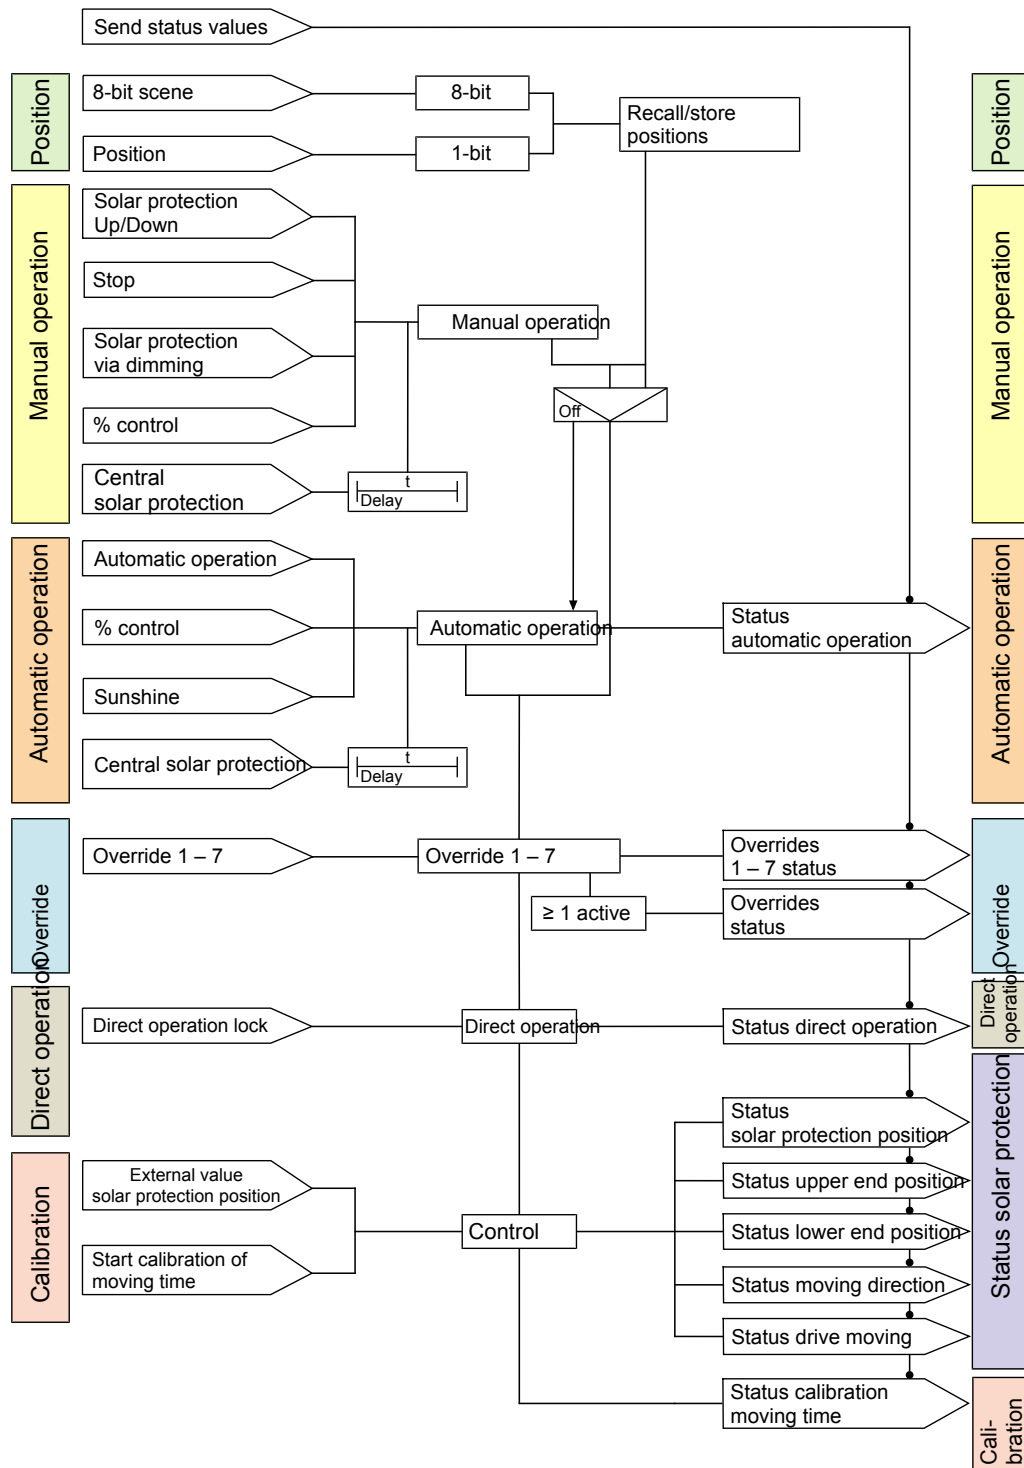 Send status values
Position
8-bit scene
8-bit
Recall/store
positions
Position
1-bit
Position
Manual operation
Solar protection
Up/Down
Stop
Manual operation
Solar protection
via dimming
Off
% control
Central
solar protection
t
Delay
Manual operation
Automatic operation
Automatic operation
% control
Automatic operation
Status
automatic operation
Sunshine
Central solar protection
t
Delay
Automatic operation
Override
Override 1 – 7
Override 1 – 7
Overrides
1 – 7 status
≥ 1 active
Overrides
status
Override
Direct operation
Direct operation lock
Direct operation
Status direct operation
Direct
operation
Status
solar protection position
Calibration
External value
solar protection position
Status upper end position
Control
Status lower end position
Start calibration of
moving time
Status moving direction
Status drive moving
Status solar protection
Status calibration
moving time
Cali-
bration